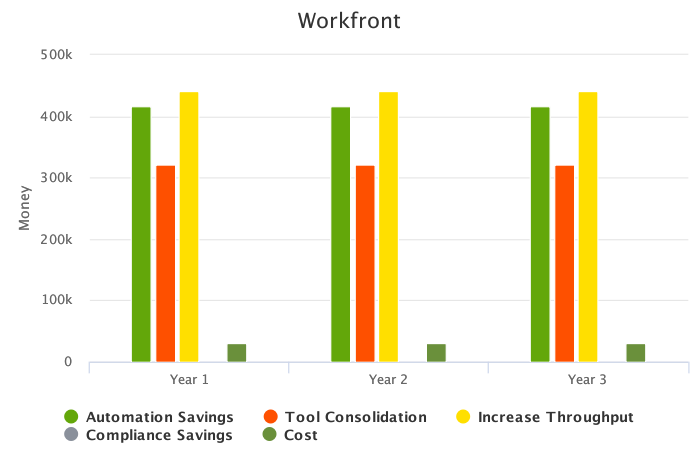 Workfront
500k
400k
300k
200k
100k
0
Money
Year 1 Year 2 Year 3
Automation Savings Tool Consolidation Increase Throughput
Compliance Savings Cost